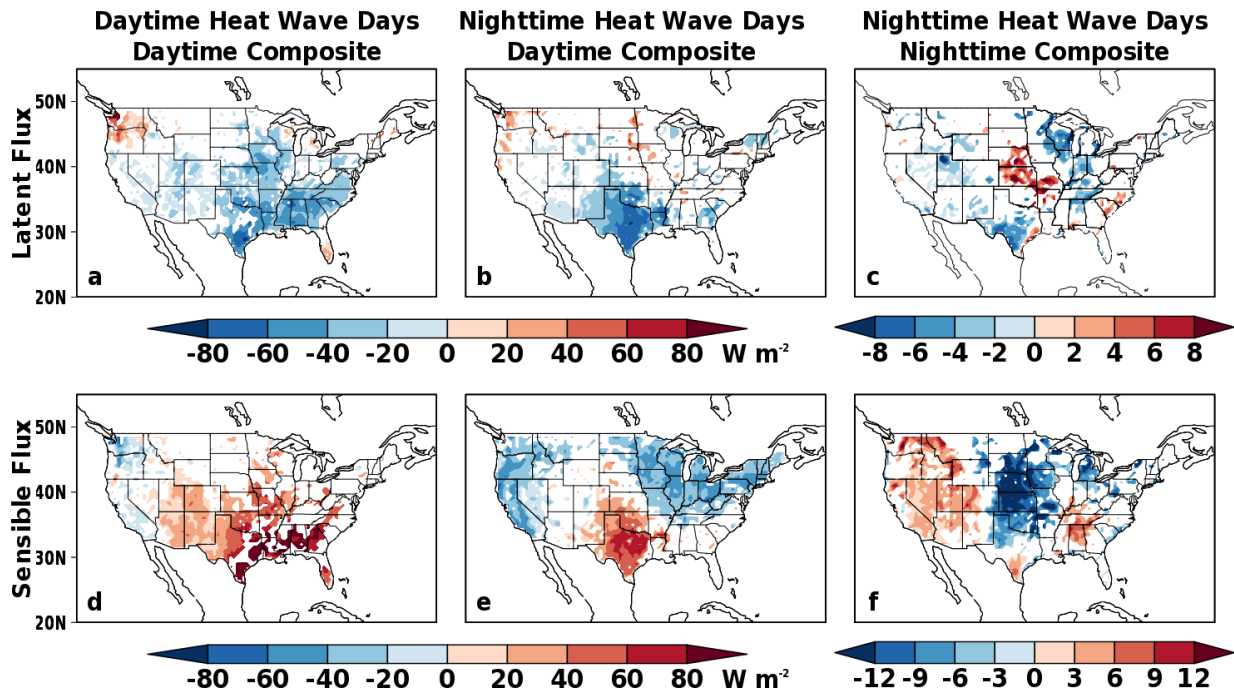 Daytime Heat Wave Days
Daytime Composite
Nighttime Heat Wave Days
Daytime Composite
Nighttime Heat Wave Days
Nighttime Composite
Latent Flux
50N
40N
30N
20N
a
b
c
-80 -60 -40 -20 0 20 40 60 80 W m-2
-8 -6 -4 -2 0 2 4 6 8
Sensible Flux
50N
40N
30N
20N
d
e
f
-80 -60 -40 -20 0 20 40 60 80 W m-2
-12 -9 -6 -3 0 3 6 9 12